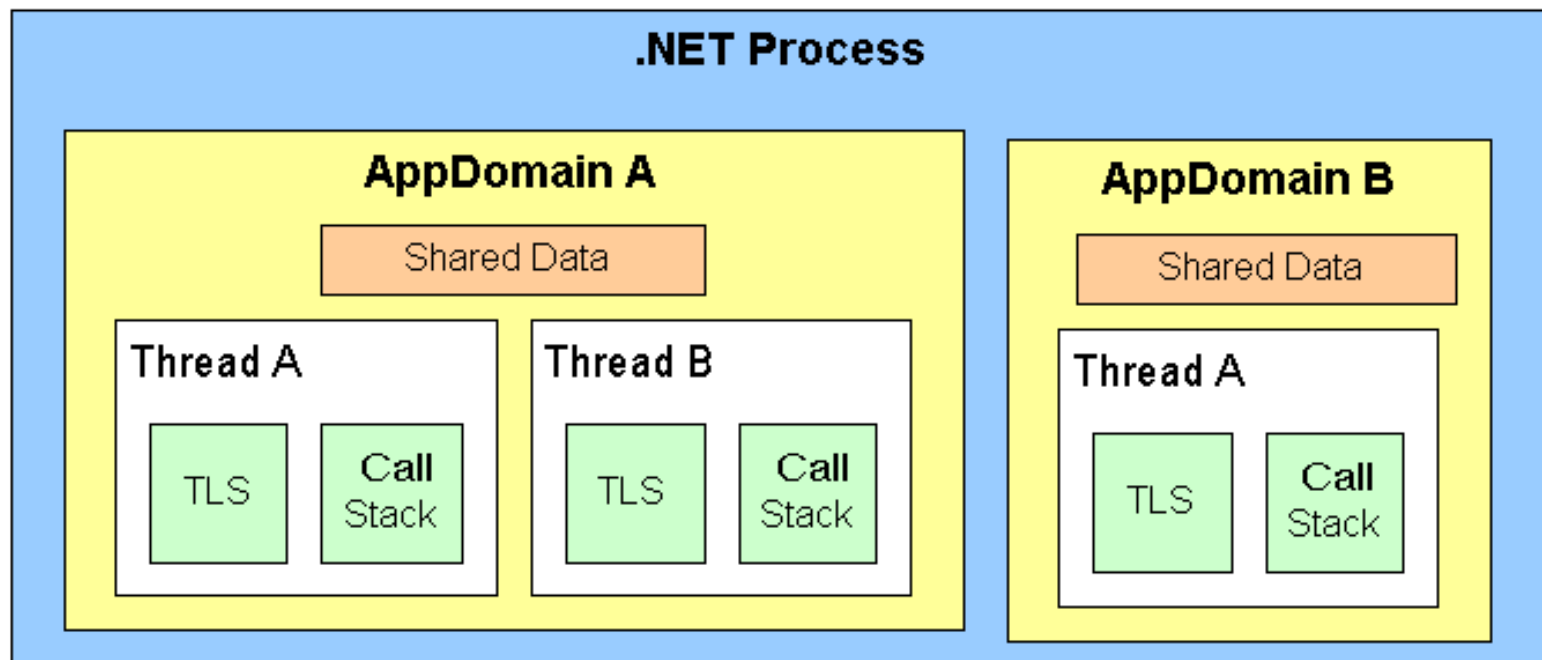 .NET Process
AppDomain A
Shared Data
Thread A
TLS
Call
Stack
Thread B
TLS
Call
Stack
AppDomain B
Shared Data
Thread A
TLS
Call
Stack